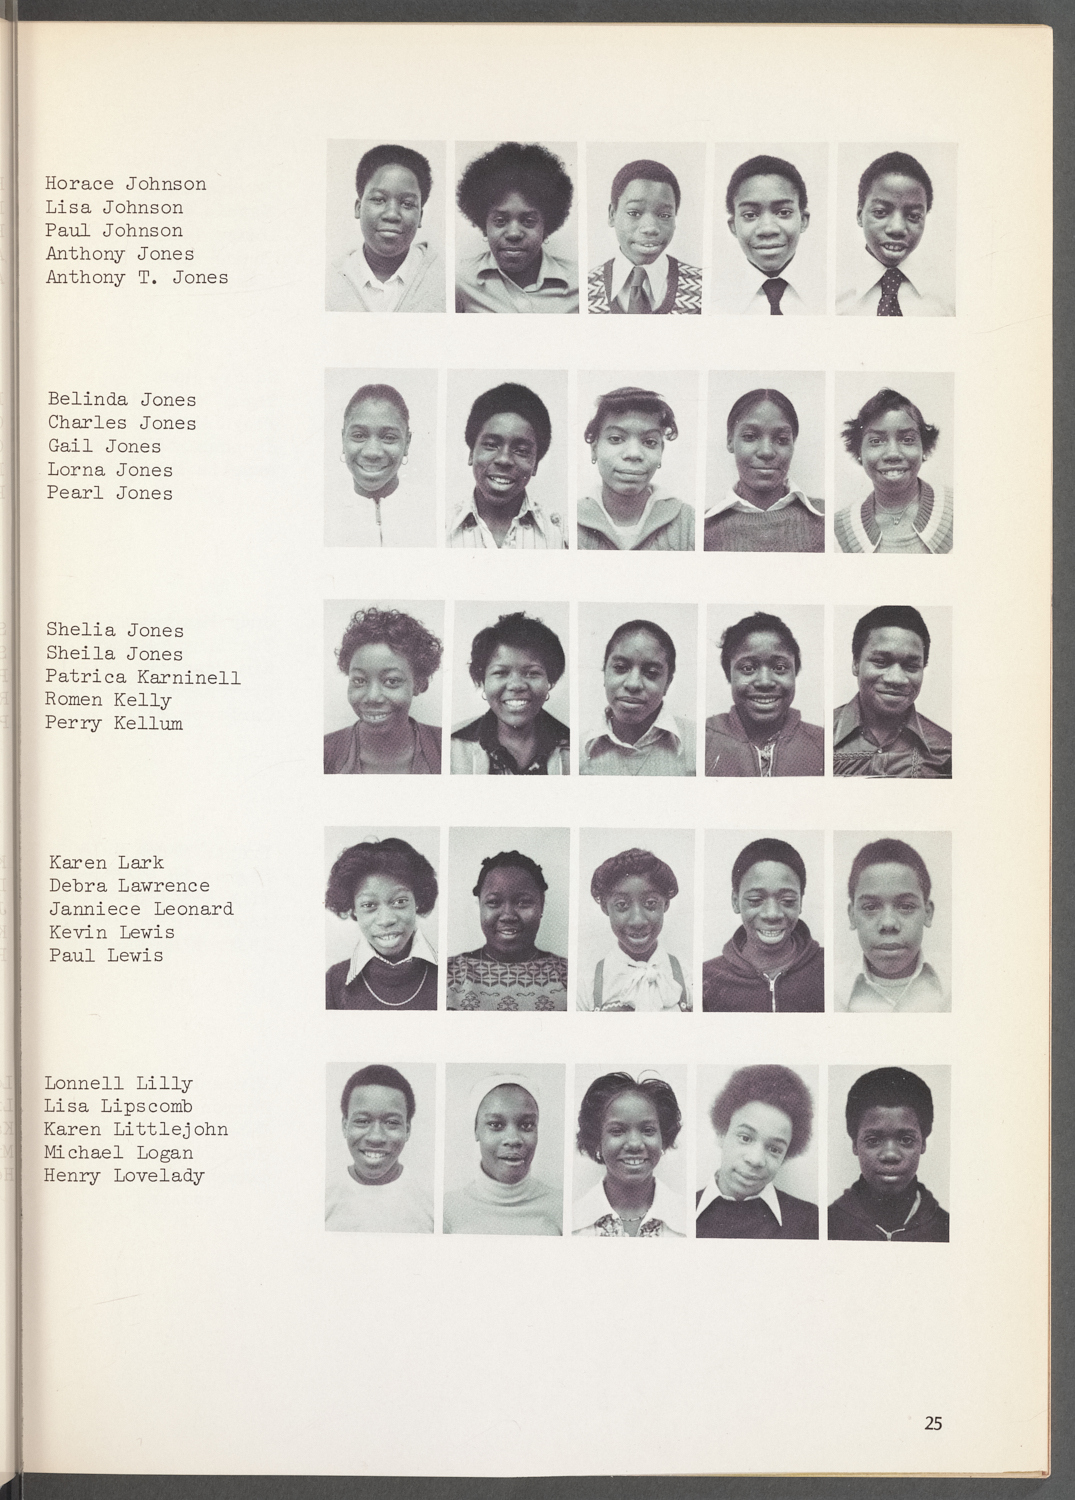 Horace Johnson
Lisa Johnson
Paul Johnson
Anthony Jones
Anthony T. Jones
Belinda Jones
Charles Jones
Gail Jones
Lorna Jones
Pearl Jones
Shelia Jones
Sheila Jones
Patrica Karninell
Romen Kelly
Perry Kellum
Karen Lark
Debra Lawrence
Janniece Leonard
Kevin Lewis
Paul Lewis
Lonnell Lilly
Lisa Lipscomb
Karen Littlejohn
Michael Logan
Henry Lovelady
25